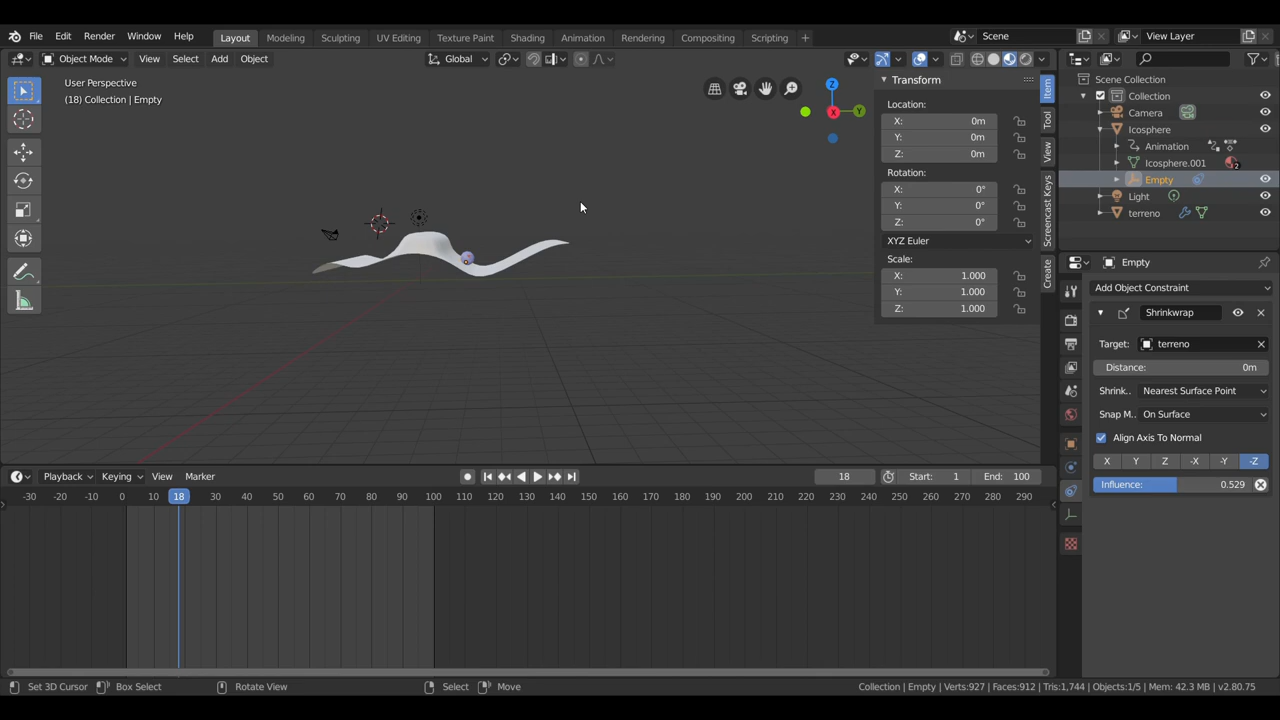 File Edit Render Window Help Layout Modeling Sculpting UV Editing Texture Paint Shading Animation Rendering Compositing Scripting + Scene View Layer
Object Mode View Select Add Object Global
User Perspective
(18) Collection | Empty
Z
Y
X
Transform
Location:
X: 0m
Y: 0m
Z: 0m
Rotation:
X: 0°
Y: 0°
Z: 0°
XYZ Euler
Scale:
X: 1.000
Y: 1.000
Z: 1.000
Item
Tool
View
Screencast Keys
Create
Scene Collection
Collection
Camera
Icosphere
Animation
Icosphere.001
2
Empty
Light
terreno
Empty
Add Object Constraint
Shrinkwrap
Target: terreno
Distance: 0m
Shrink.. Nearest Surface Point
Snap M.. On Surface
Align Axis To Normal
X Y Z -X -Y -Z
Influence: 0.529
Playback Keying View Marker 18 Start: 1 End: 100
-30 -20 -10 0 10 18 30 40 50 60 70 80 90 100 110 120 130 140 150 160 170 180 190 200 210 220 230 240 250 260 270 280 290
Set 3D Cursor Box Select Rotate View Select Move Collection | Empty | Verts:927 | Faces:912 | Tris:1,744 | Objects:1/5 | Mem: 42.3 MB | v2.80.75